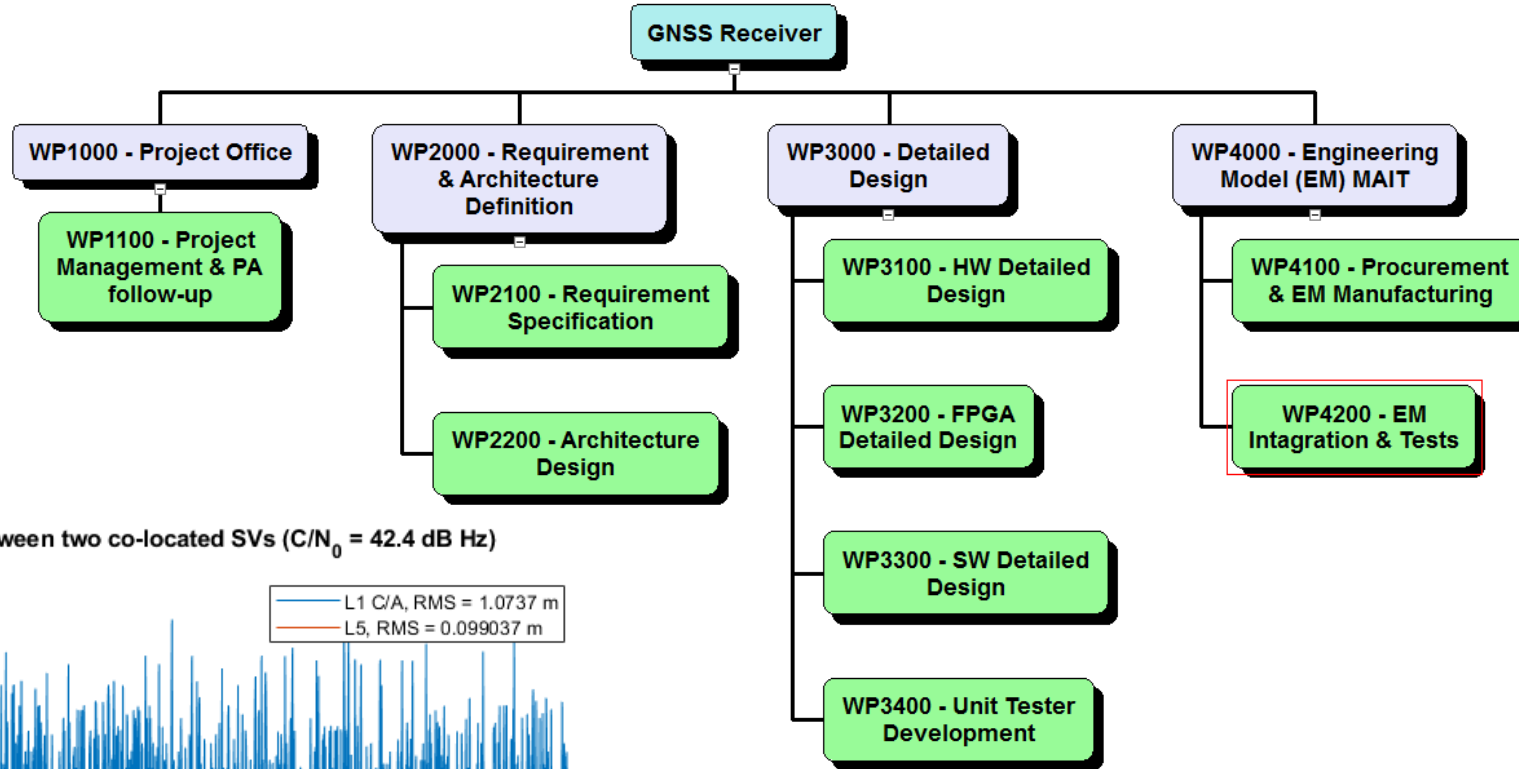 GNSS Receiver
WP1000 - Project Office
WP1100 - Project
Management & PA
follow-up
WP2000 - Requirement
& Architecture
Definition
WP2100 - Requirement
Specification
WP2200 - Architecture
Design
WP3000 - Detailed
Design
WP3100 - HW Detailed
Design
WP3200 - FPGA
Detailed Design
WP3300 - SW Detailed
Design
WP3400 - Unit Tester
Development
WP4000 - Engineering
Model (EM) MAIT
WP4100 - Procurement
& EM Manufacturing
WP4200 - EM
Intagration & Tests
ween two co-located SVs (C/N0 = 42.4 dB Hz)
L1 C/A, RMS = 1.0737 m
L5, RMS = 0.099037 m